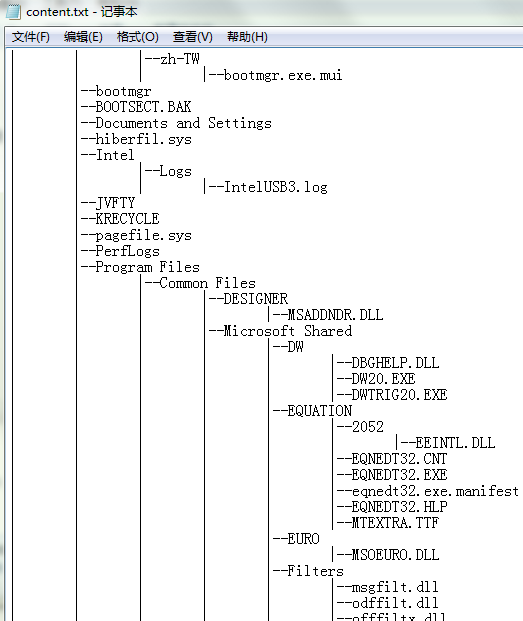 content.txt - 记事本
文件(F) 编辑(E) 格式(O) 查看(V) 帮助(H)
|--zh-TW
|--bootmgr.exe.mui
|--bootmgr
|--BOOTSECT.BAK
|--Documents and Settings
|--hiberfil.sys
|--Intel
|--Logs
|--IntelUSB3.log
|--JVFTY
|--KRECYCLE
|--pagefile.sys
|--PerfLogs
|--Program Files
|--Common Files
|--DESIGNER
|--MSADDNDR.DLL
|--Microsoft Shared
|--DW
|--DBGHELP.DLL
|--DW20.EXE
|--DWTRIG20.EXE
|--EQUATION
|--2052
|--EEINTL.DLL
|--EQNEDT32.CNT
|--EQNEDT32.EXE
|--eqnedt32.exe.manifest
|--EQNEDT32.HLP
|--MTEXTRA.TTF
|--EURO
|--MSOEURO.DLL
|--Filters
|--msgfilt.dll
|--odffilt.dll
|--offfiltx.dll